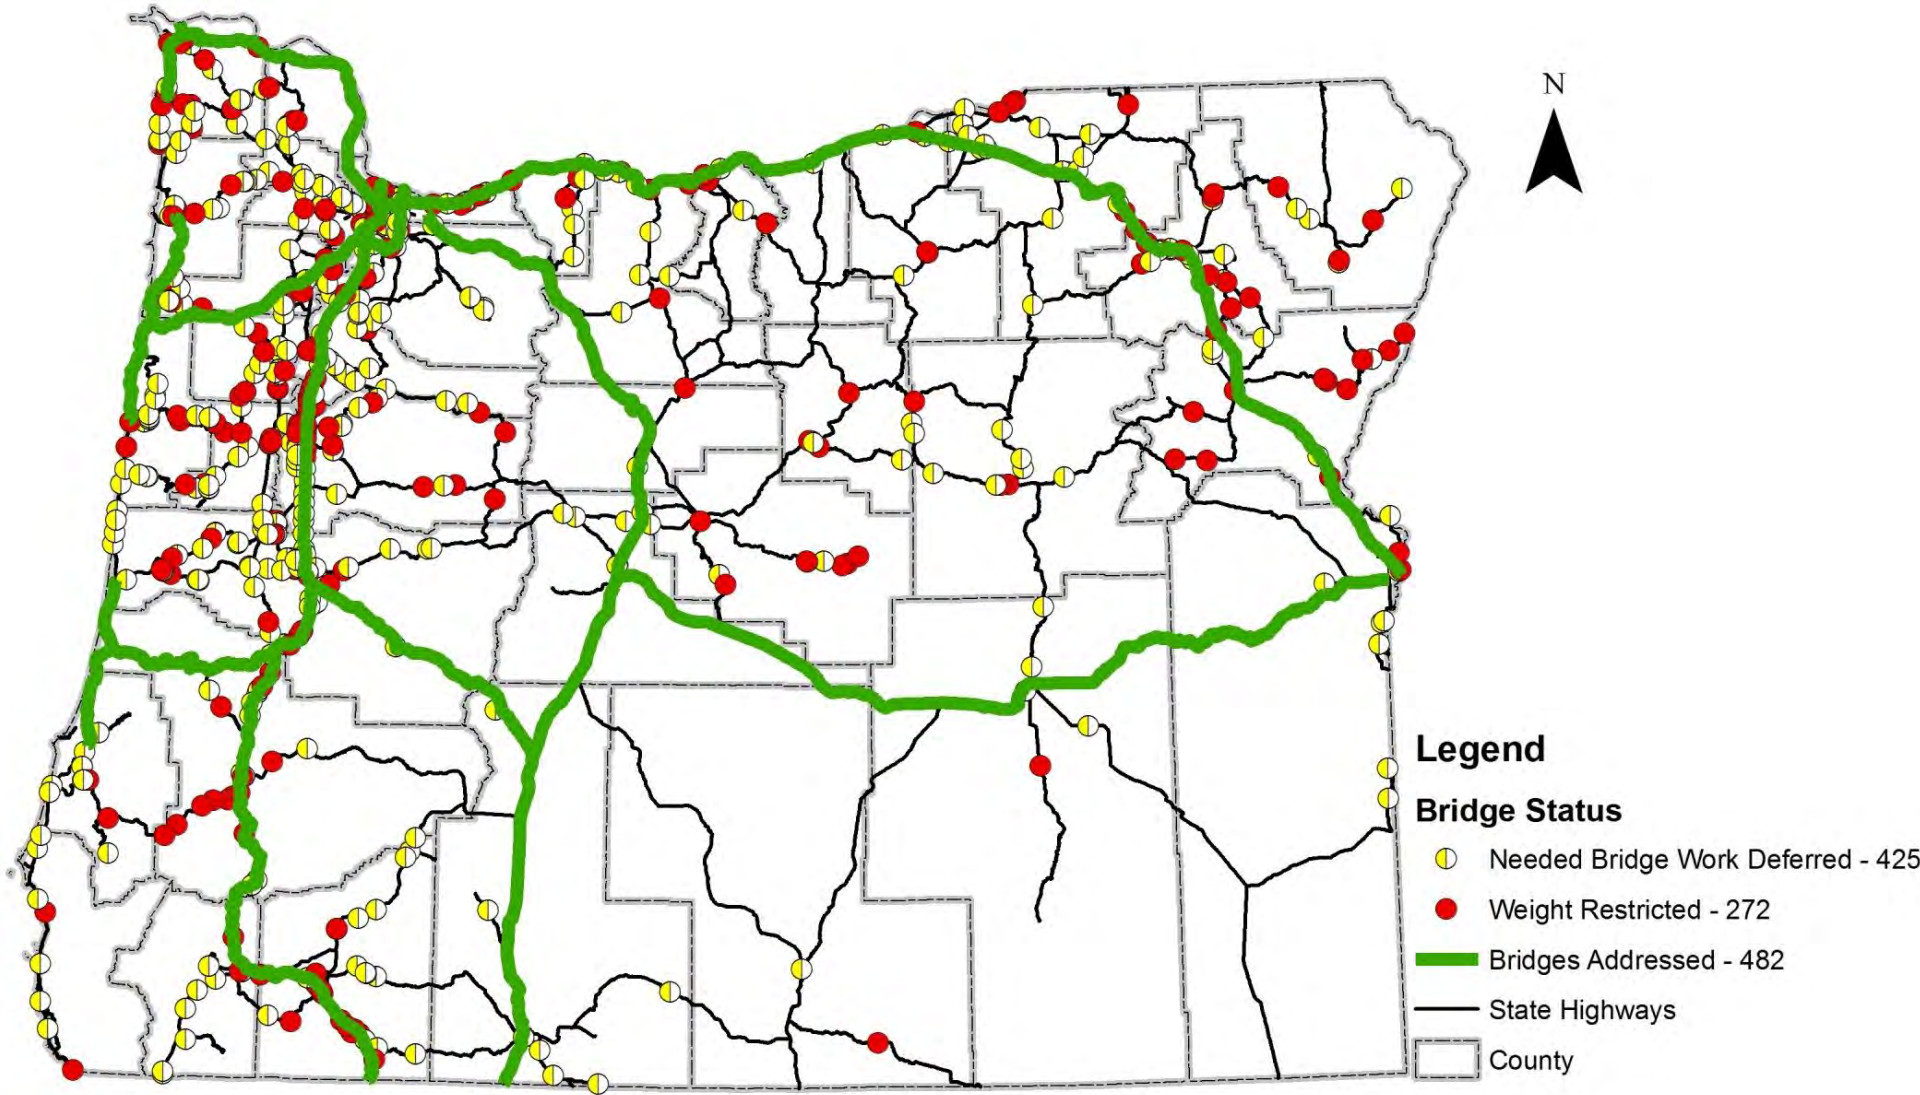 N
Legend
Bridge Status
Needed Bridge Work Deferred - 425
Weight Restricted - 272
Bridges Addressed - 482
State Highways
County